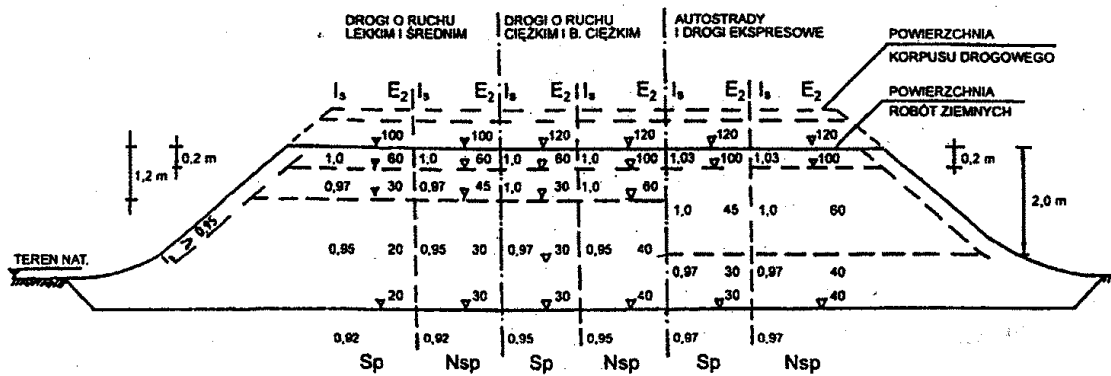 DROGI O RUCHU
LEKKIM I ŚREDNIM
DROGI O RUCHU
CIĘŻKIM I B. CIĘŻKIM
AUTOSTRADY
I DROGI EKSPRESOWE
POWIERZCHNIA
KORPUSU DROGOWEGO
POWIERZCHNIA
ROBÓT ZIEMNYCH
Is E2 Is E2 Is E2 Is E2 Is E2 Is E2
100 100 120 120 120 120
0,2 m 1,0 60 1,0 60 1,0 60 1,0 100 1,03 100 1,03 100 0,2 m
1,2 m 0,97 30 0,97 45 1,0 30 1,0 60
1,0 45 1,0 60 2,0 m
Is ≥ 0,95
0,95 20 0,95 30 0,97 30 0,95 40
TEREN NAT.
0,97 30 0,97 40
20 30 30 40 30 40
0,92 0,92 0,95 0,95 0,97 0,97
Sp Nsp Sp Nsp Sp Nsp